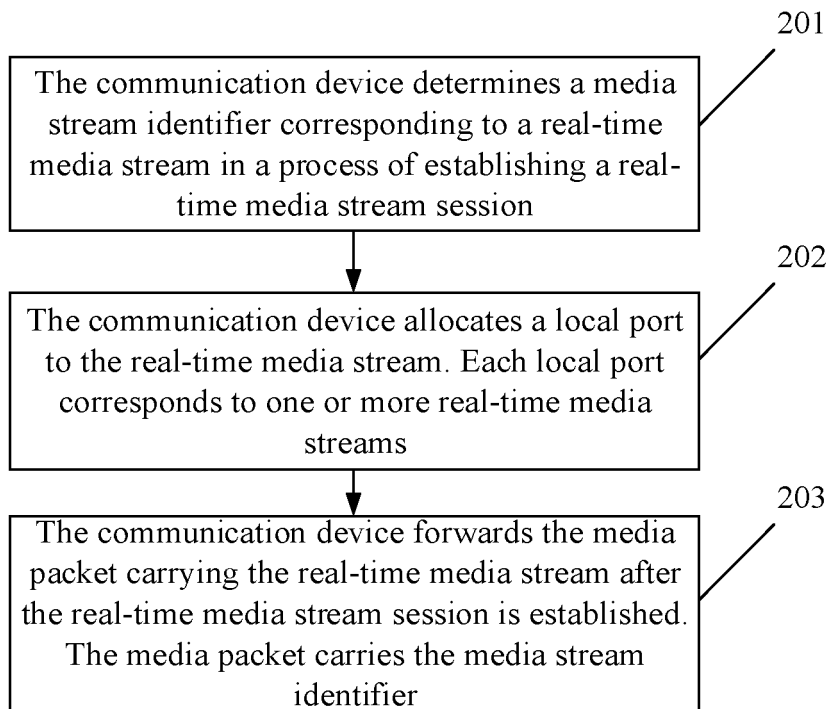 201
The communication device determines a media
stream identifier corresponding to a real-time
media stream in a process of establishing a real-
time media stream session
202
The communication device allocates a local port
to the real-time media stream. Each local port
corresponds to one or more real-time media
streams
203
The communication device forwards the media
packet carrying the real-time media stream after
the real-time media stream session is established.
The media packet carries the media stream
identifier